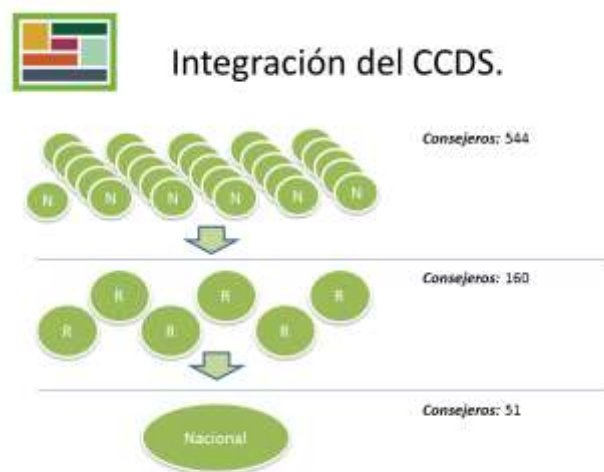 Integración del CCDS.
Consejeros: 544
N N N N N N
Consejeros: 160
R R R
R R R
Consejeros: 51
Nacional